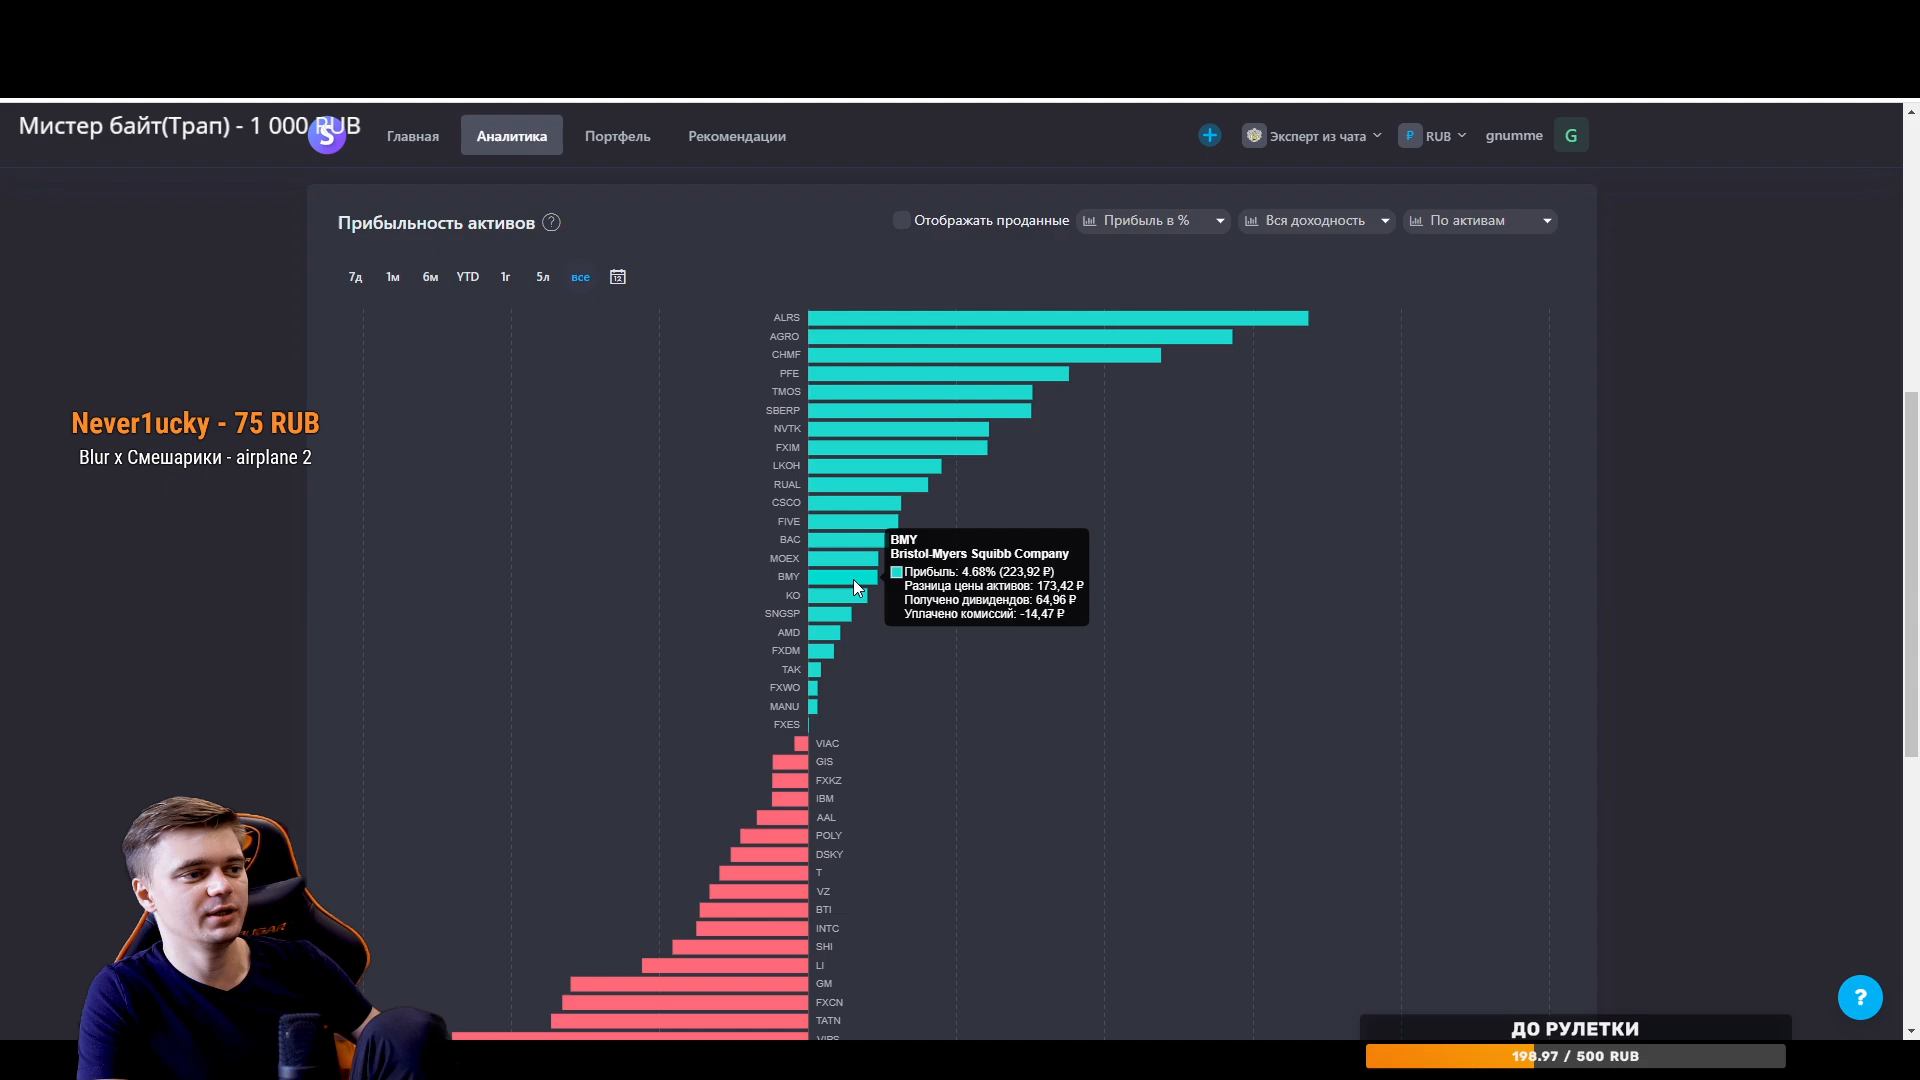 Мистер байт(Трап) - 1 000 RUB
S
Главная
Аналитика
Портфель
Рекомендации
Эксперт из чата
₽ RUB
gnumme
G
Прибыльность активов ?
Отображать проданные
Прибыль в %
Вся доходность
По активам
7д 1м 6м YTD 1г 5л все
12
ALRS
AGRO
CHMF
PFE
TMOS
SBERP
NVTK
FXIM
LKOH
RUAL
CSCO
FIVE
BAC
MOEX
BMY
KO
SNGSP
AMD
FXDM
TAK
FXWO
MANU
FXES
VIAC
GIS
FXKZ
IBM
AAL
POLY
DSKY
T
VZ
BTI
INTC
SHI
LI
GM
FXCN
TATN
BMY
Bristol-Myers Squibb Company
Прибыль: 4.68% (223,92 ₽)
Разница цены активов: 173,42 ₽
Получено дивидендов: 64,96 ₽
Уплачено комиссий: -14,47 ₽
Never1ucky - 75 RUB
Blur x Смешарики - airplane 2
?
ДО РУЛЕТКИ
198.97 / 500 RUB